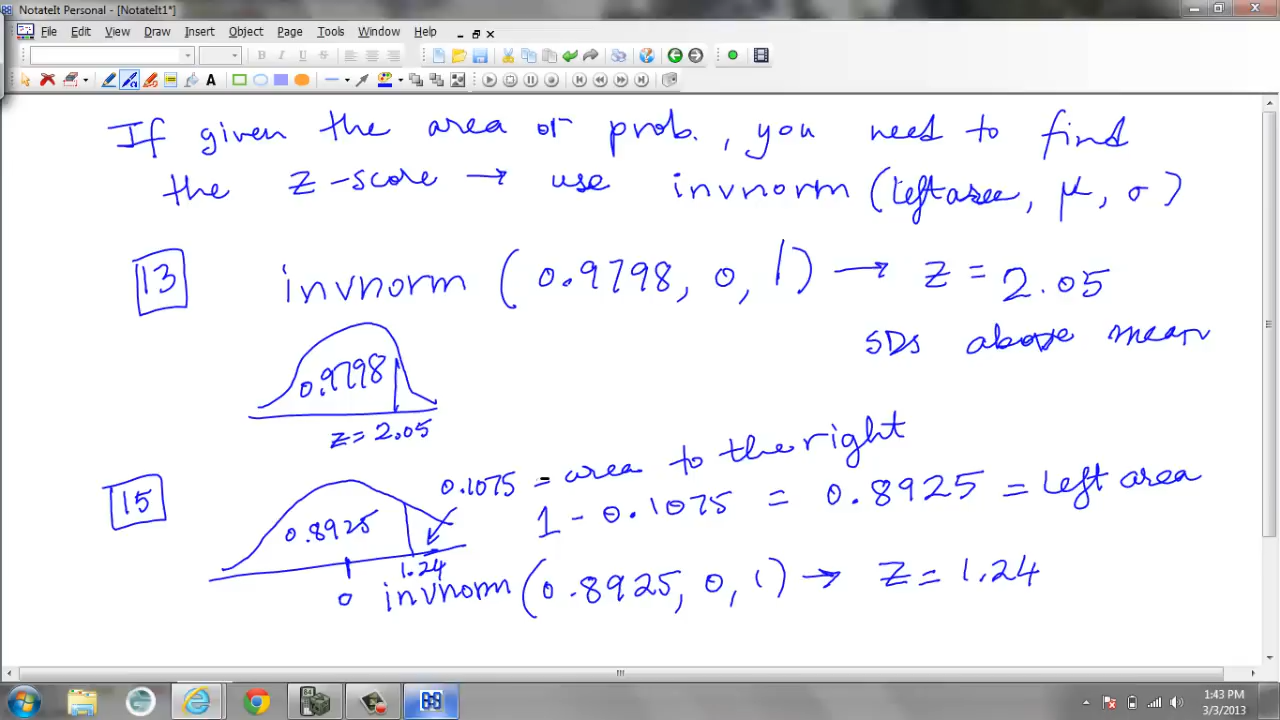 NotateIt Personal - [NotateIt1*]
File Edit View Draw Insert Object Page Tools Window Help
B I U S
A
If given the area or prob., you need to find
the z-score → use invnorm (leftarea, μ, σ)
13 invnorm (0.9798, 0, 1) → z = 2.05
SDs above mean
0.9798
z = 2.05
15 0.1075 = area to the right
1 - 0.1075 = 0.8925 = left area
0.8925
1.24
0 invnorm (0.8925, 0, 1) → z = 1.24
1:43 PM
3/3/2013